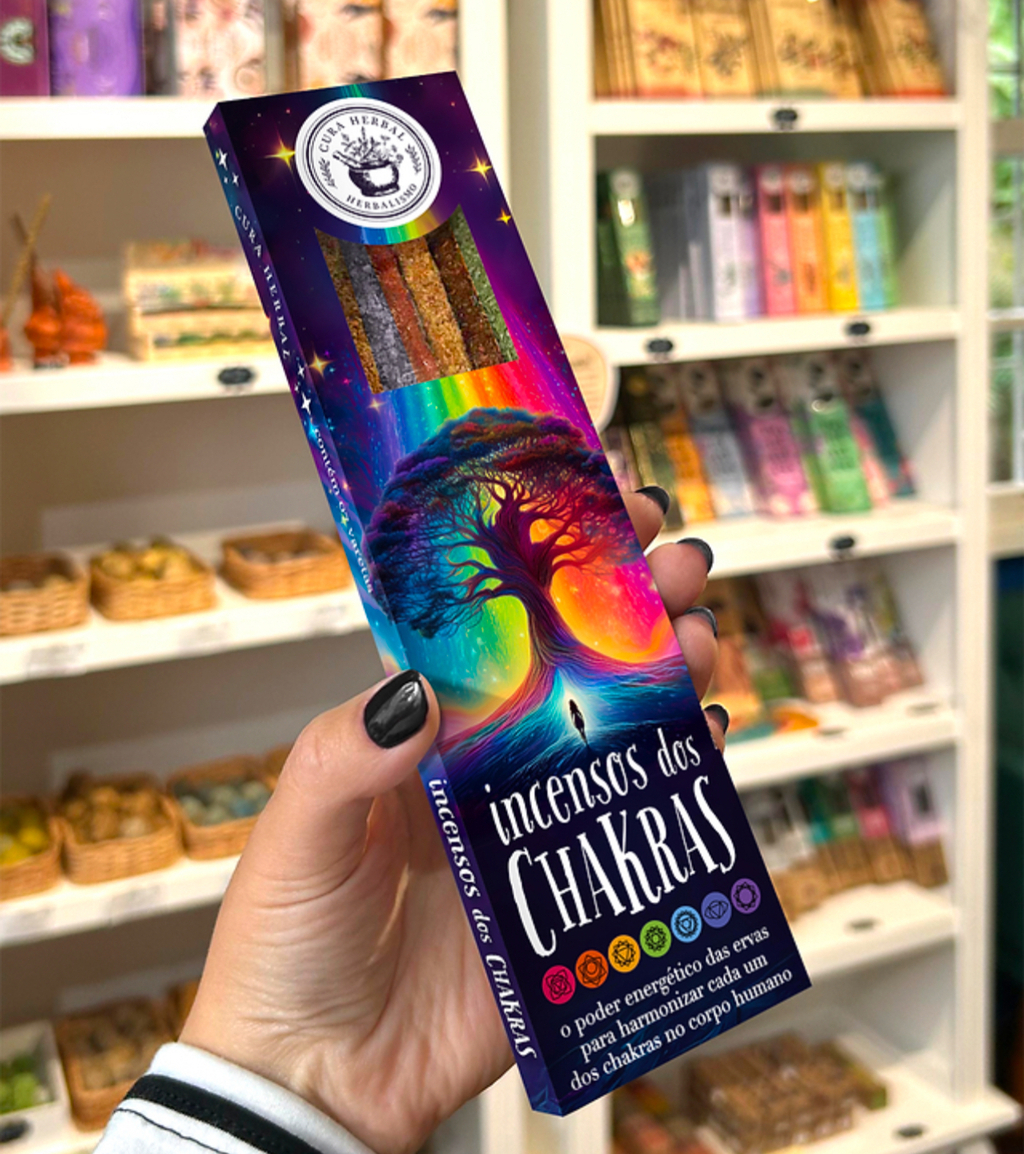 CURA HERBAL
HERBALISMO
CURA HERBAL
incensos dos
CHAKRAS
o poder energético das ervas
para harmonizar cada um
dos chakras no corpo humano
incensos dos CHAKRAS